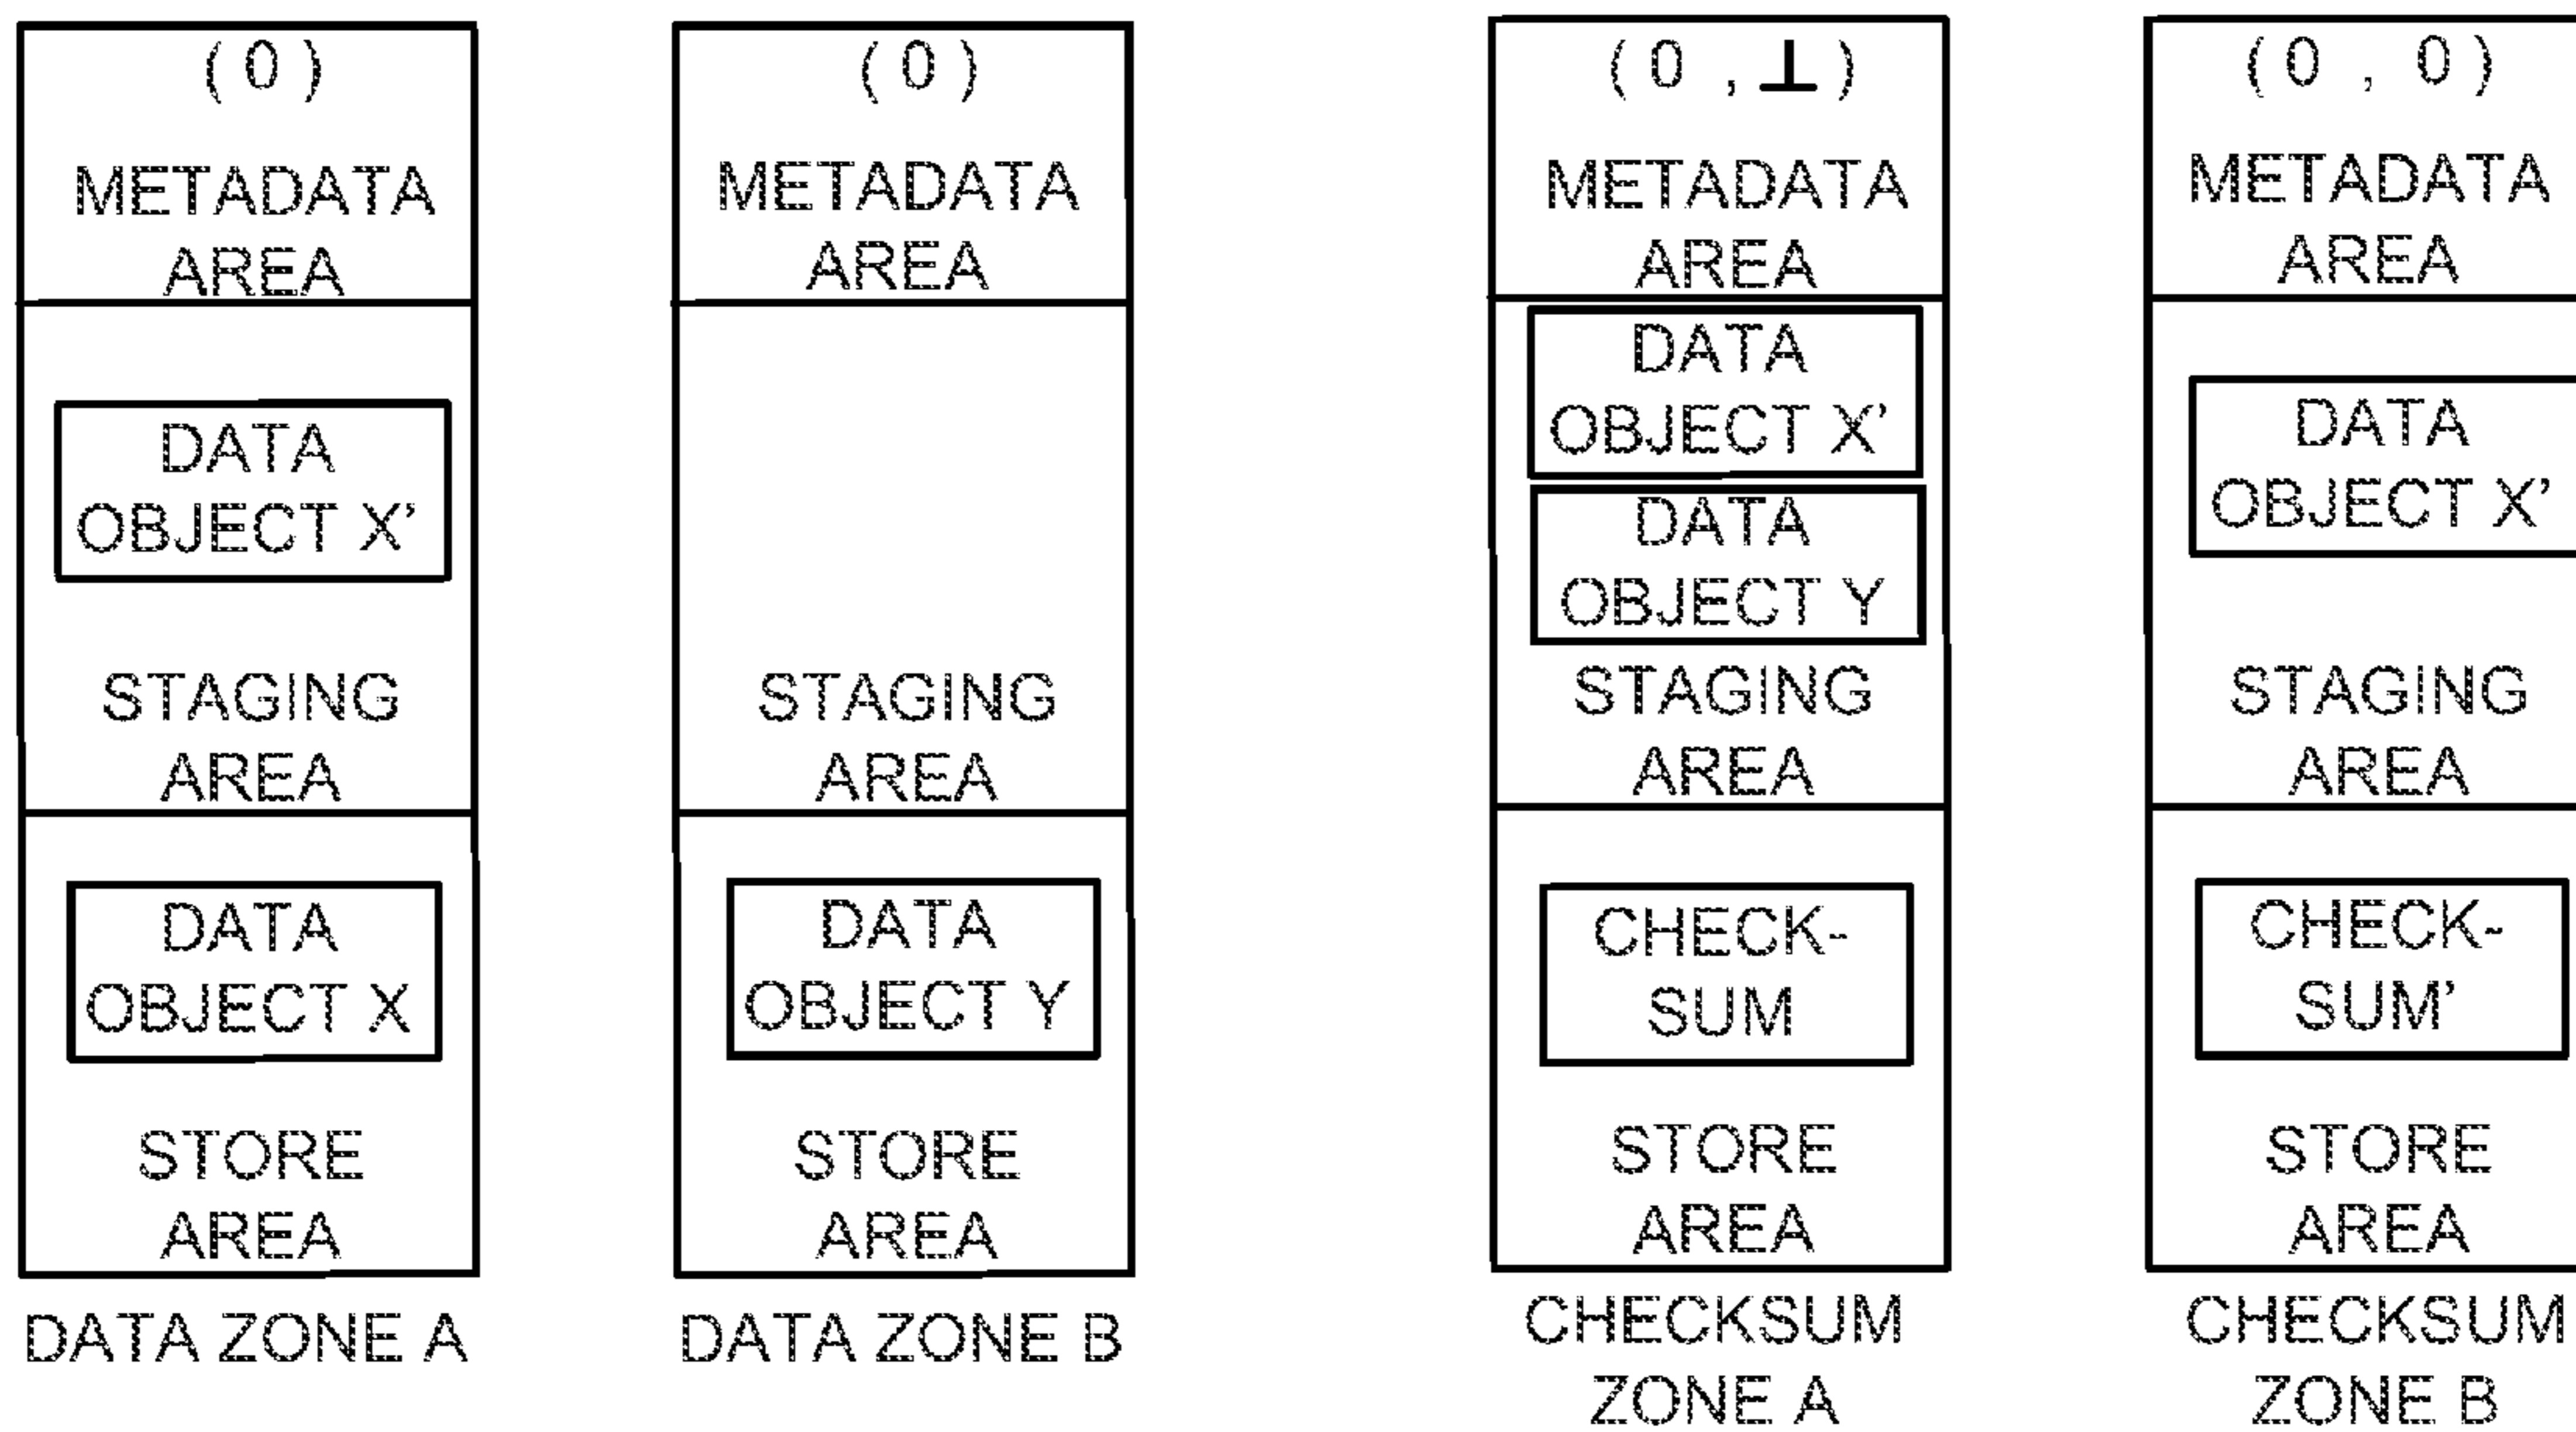 ( 0 )
METADATA
AREA
DATA
OBJECT X'
STAGING
AREA
DATA
OBJECT X
STORE
AREA
DATA ZONE A
( 0 )
METADATA
AREA
STAGING
AREA
DATA
OBJECT Y
STORE
AREA
DATA ZONE B
( 0 , ⊥ )
METADATA
AREA
DATA
OBJECT X'
DATA
OBJECT Y
STAGING
AREA
CHECK-
SUM
STORE
AREA
CHECKSUM
ZONE A
( 0 , 0 )
METADATA
AREA
DATA
OBJECT X'
STAGING
AREA
CHECK-
SUM'
STORE
AREA
CHECKSUM
ZONE B